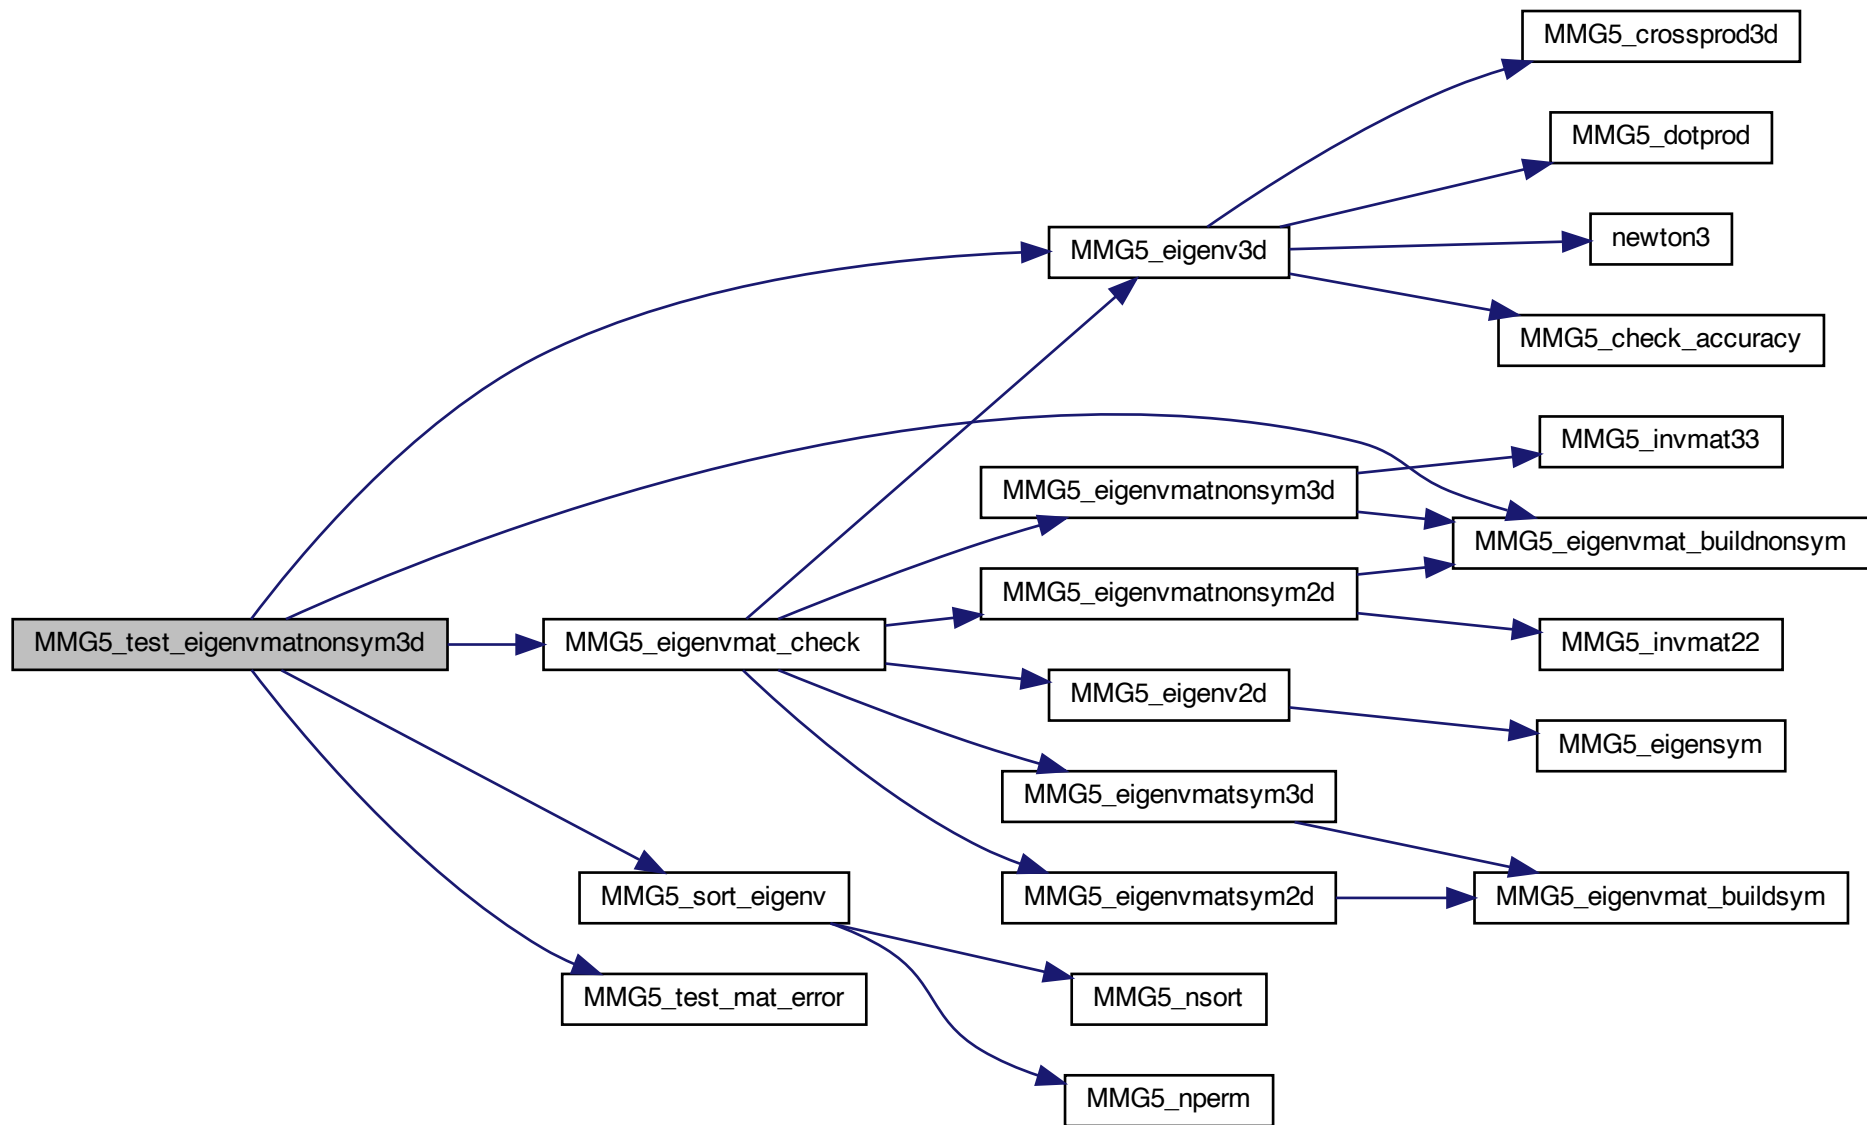 MMG5_crossprod3d
MMG5_dotprod
newton3
MMG5_eigenv3d
MMG5_check_accuracy
MMG5_invmat33
MMG5_eigenvmatnonsym3d
MMG5_eigenvmat_buildnonsym
MMG5_eigenvmatnonsym2d
MMG5_test_eigenvmatnonsym3d
MMG5_eigenvmat_check
MMG5_invmat22
MMG5_eigenv2d
MMG5_eigensym
MMG5_eigenvmatsym3d
MMG5_sort_eigenv
MMG5_eigenvmatsym2d
MMG5_eigenvmat_buildsym
MMG5_test_mat_error
MMG5_nsort
MMG5_nperm